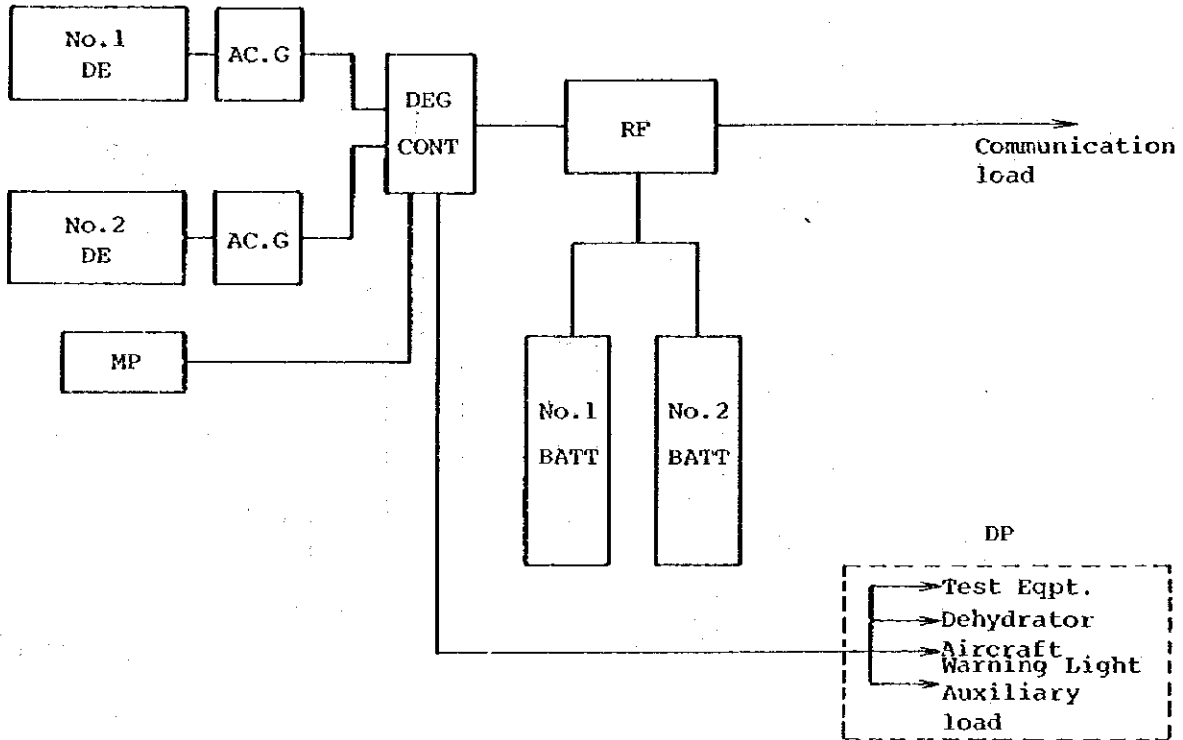 No.1
DE
AC.G
DEG
CONT
RF
Communication
load
No.2
DE
AC.G
MP
No.1
BATT
No.2
BATT
DP
Test Eqpt.
Dehydrator
Aircraft
Warning Light
Auxiliary
load